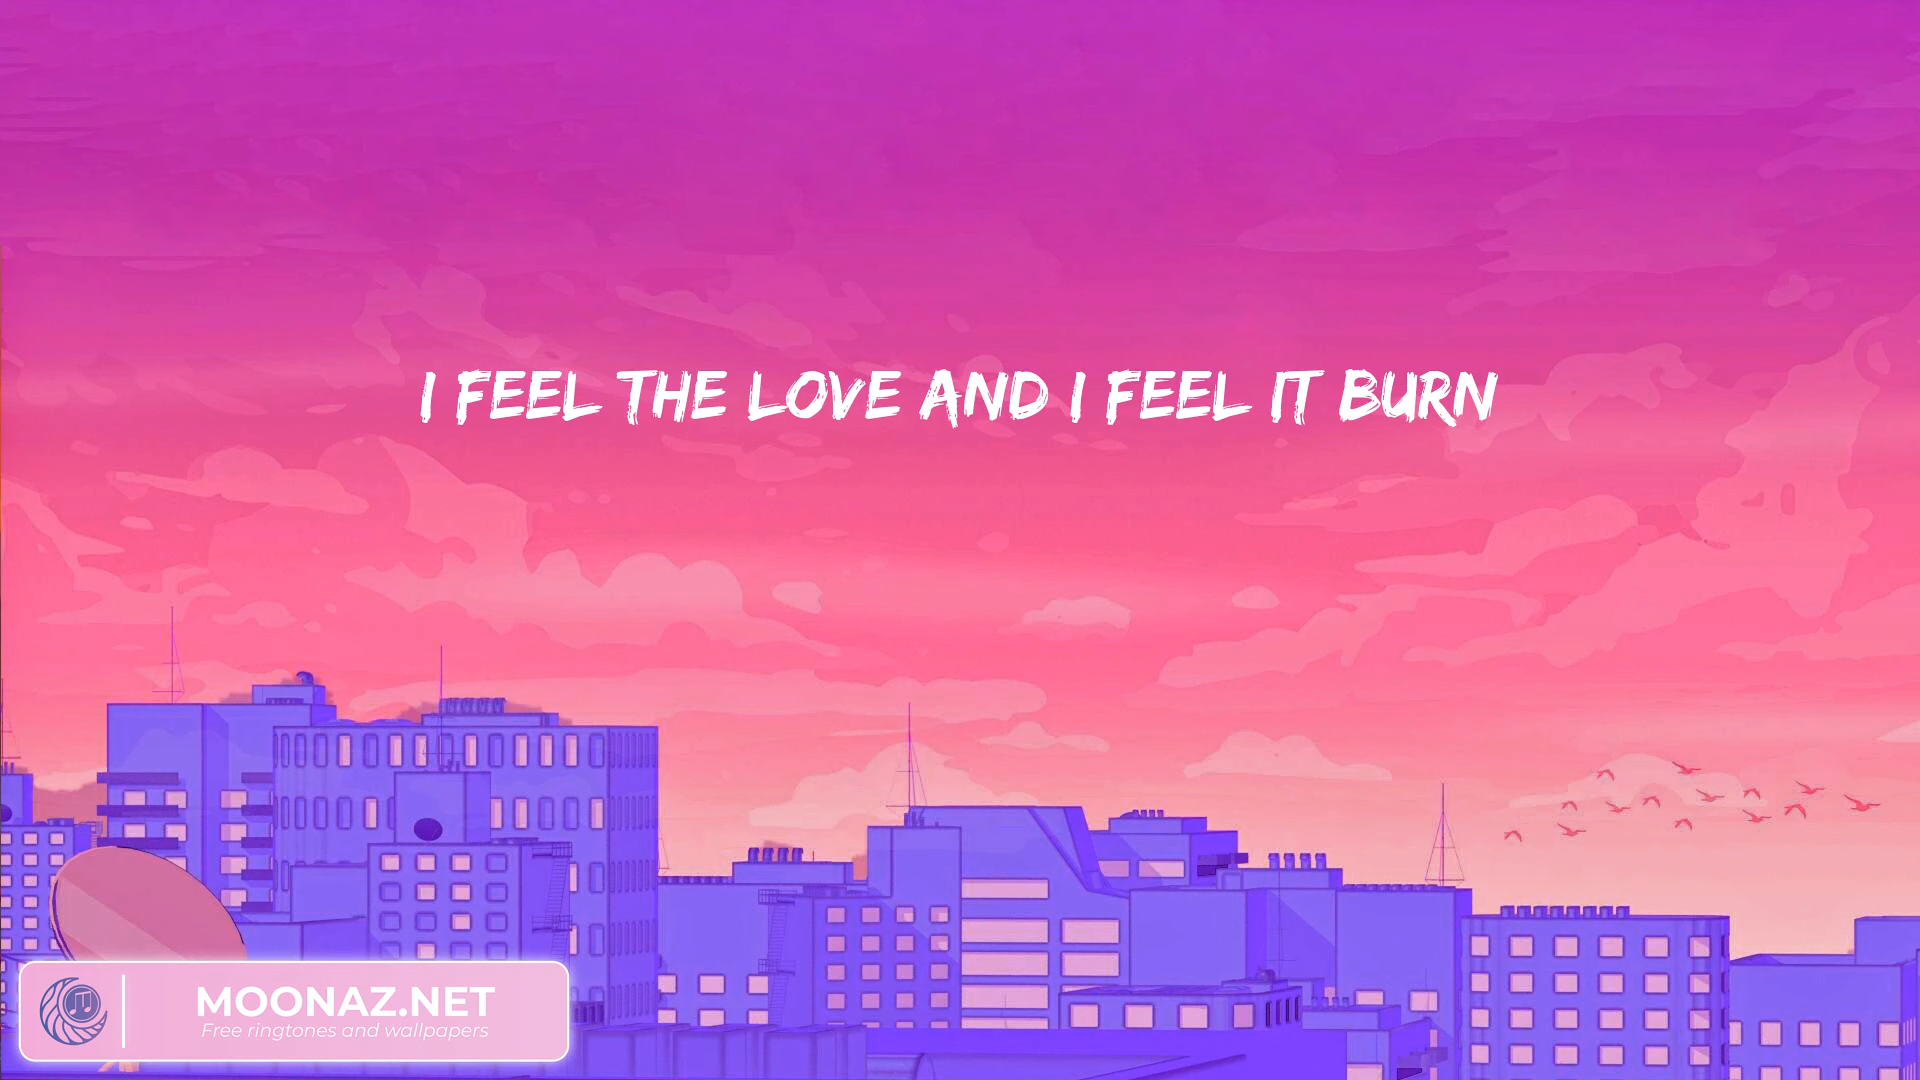 I FEEL THE LOVE AND I FEEL IT BURN
MOONAZ.NET
Free ringtones and wallpapers